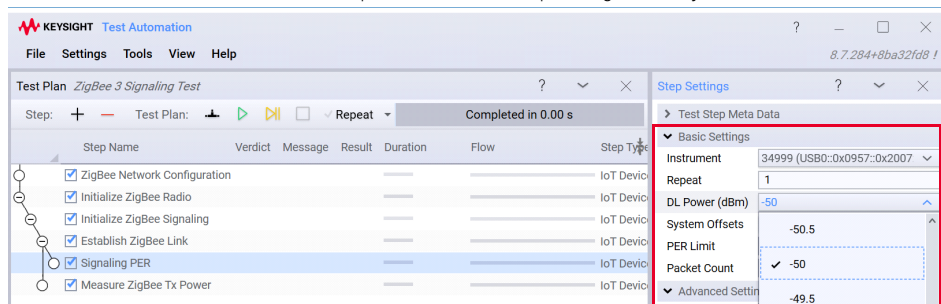 KEYSIGHT Test Automation ?
File Settings Tools View Help 8.7.284+8ba32fd8 !
Test Plan ZigBee 3 Signaling Test ?
Step: Test Plan: Repeat Completed in 0.00 s
Step Name Verdict Message Result Duration Flow Step Type
ZigBee Network Configuration IoT Devic
Initialize ZigBee Radio IoT Devic
Initialize ZigBee Signaling IoT Devic
Establish ZigBee Link IoT Devic
Signaling PER IoT Devic
Measure ZigBee Tx Power IoT Devic
Step Settings ?
Test Step Meta Data
Basic Settings
Instrument 34999 (USB0::0x0957::0x2007
Repeat 1
DL Power (dBm) -50
System Offsets -50.5
PER Limit
Packet Count -50
Advanced Settin -49.5